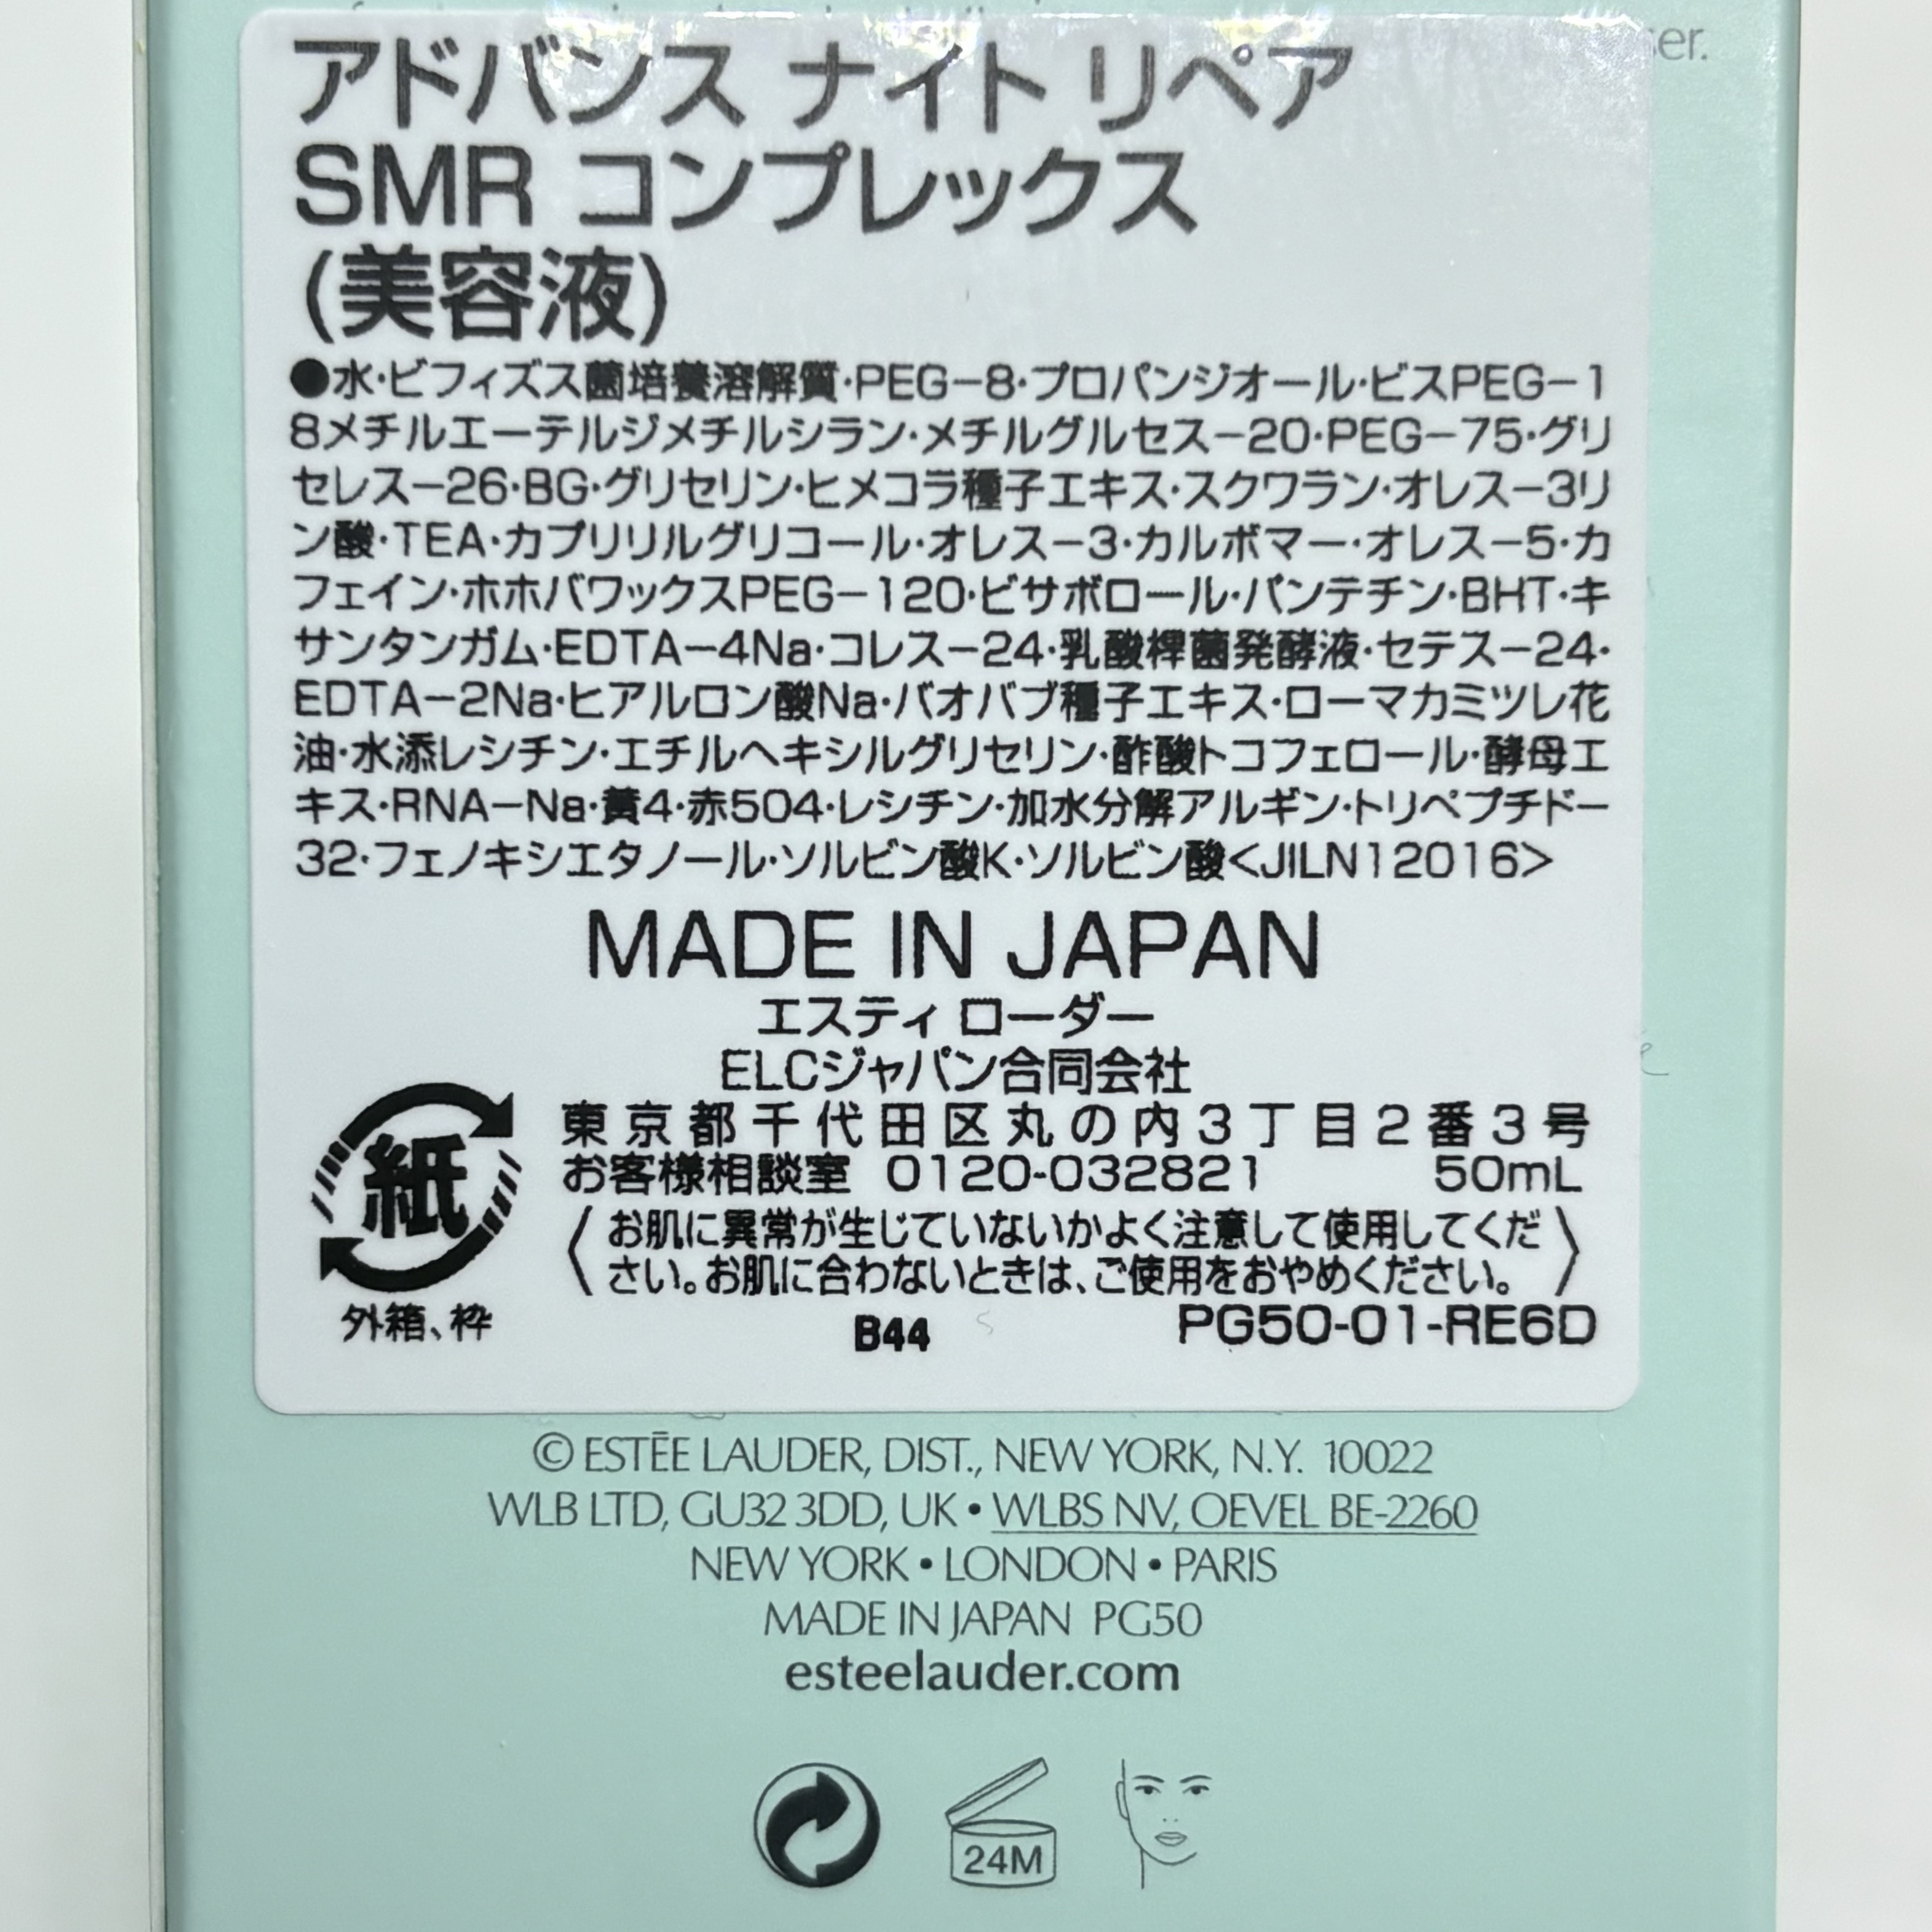 er.
アドバンス ナイト リペア
SMR コンプレックス
(美容液)
●水・ビフィズス菌培養溶解質・PEG−8・プロパンジオール・ビスPEG−1
8メチルエーテルジメチルシラン・メチルグルセス−20・PEG−75・グリ
セレス−26・BG・グリセリン・ヒメコラ種子エキス・スクワラン・オレス−3リ
ン酸・TEA・カプリリルグリコール・オレス−3・カルボマー・オレス−5・カ
フェイン・ホホバワックスPEG−120・ビサボロール・パンテチン・BHT・キ
サンタンガム・EDTA−4Na・コレス−24・乳酸桿菌発酵液・セテス−24・
EDTA−2Na・ヒアルロン酸Na・バオバブ種子エキス・ローマカミツレ花
油・水添レシチン・エチルヘキシルグリセリン・酢酸トコフェロール・酵母エ
キス・RNA−Na・黄4・赤504・レシチン・加水分解アルギン・トリペプチド−
32・フェノキシエタノール・ソルビン酸K・ソルビン酸<JILN12016>
MADE IN JAPAN
エスティ ローダー
ELCジャパン合同会社
東京都千代田区丸の内3丁目2番3号
お客様相談室 0120-032821 50mL
〈お肌に異常が生じていないかよく注意して使用してくだ
さい。お肌に合わないときは、ご使用をおやめください。〉
紙
外箱、枠
B44 PG50-01-RE6D
© ESTĒE LAUDER, DIST., NEW YORK, N.Y. 10022
WLB LTD, GU32 3DD, UK • WLBS NV, OEVEL BE-2260
NEW YORK • LONDON • PARIS
MADE IN JAPAN PG50
esteelauder.com
24M